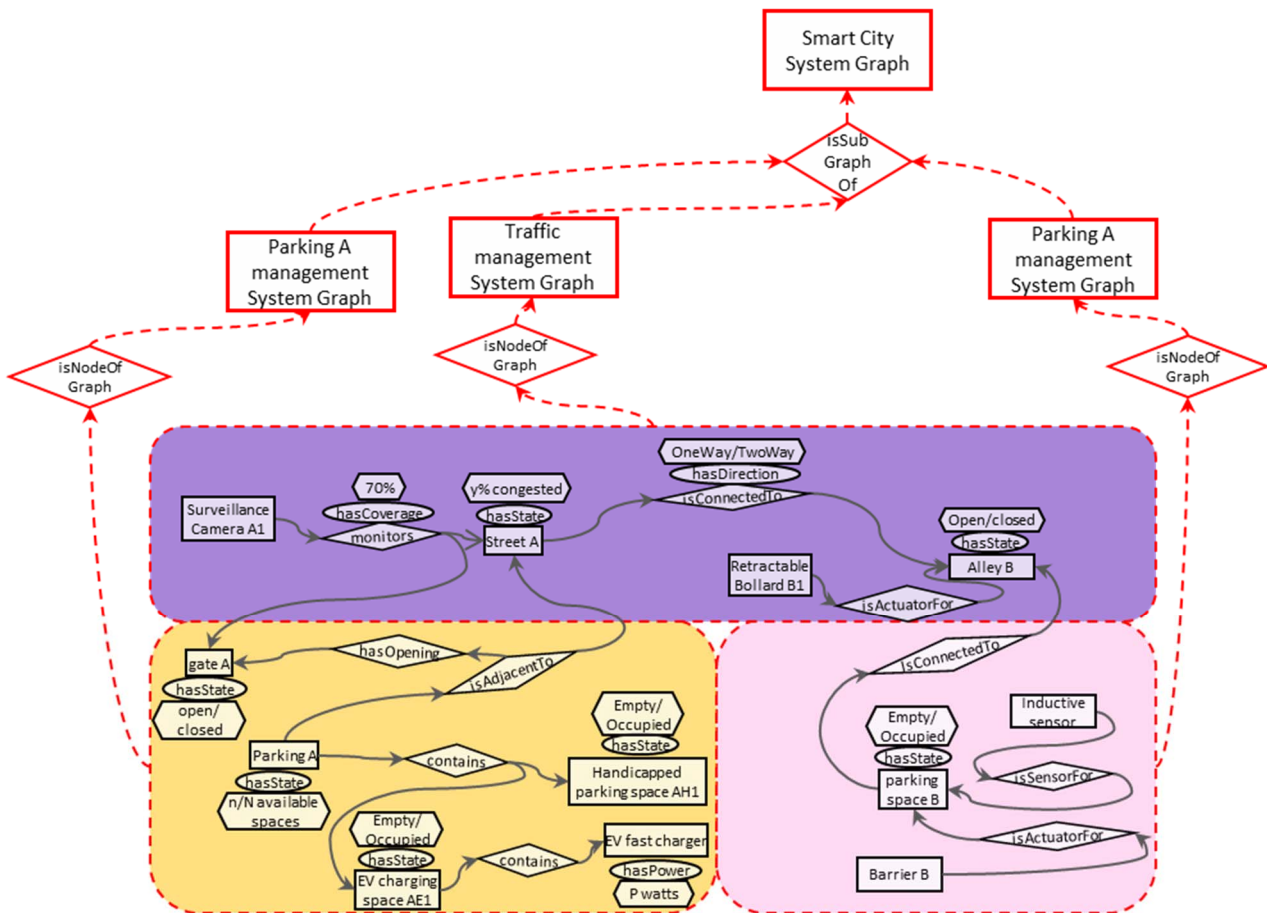 Smart City
System Graph
isSub
Graph
Of
Parking A
management
System Graph
Traffic
management
System Graph
Parking A
management
System Graph
isNodeOf
Graph
isNodeOf
Graph
isNodeOf
Graph
OneWay/TwoWay
hasDirection
isConnectedTo
70%
hasCoverage
monitors
y% congested
hasState
Street A
Surveillance
Camera A1
Open/closed
hasState
Alley B
Retractable
Bollard B1
isActuatorFor
gate A
hasState
open/
closed
hasOpening
isAdjacentTo
IsConnectedTo
Parking A
hasState
n/N available
spaces
contains
Empty/
Occupied
hasState
Handicapped
parking space AH1
Empty/
Occupied
hasState
EV charging
space AE1
contains
EV fast charger
hasPower
P watts
Inductive
sensor
Empty/
Occupied
hasState
parking
space B
isSensorFor
isActuatorFor
Barrier B